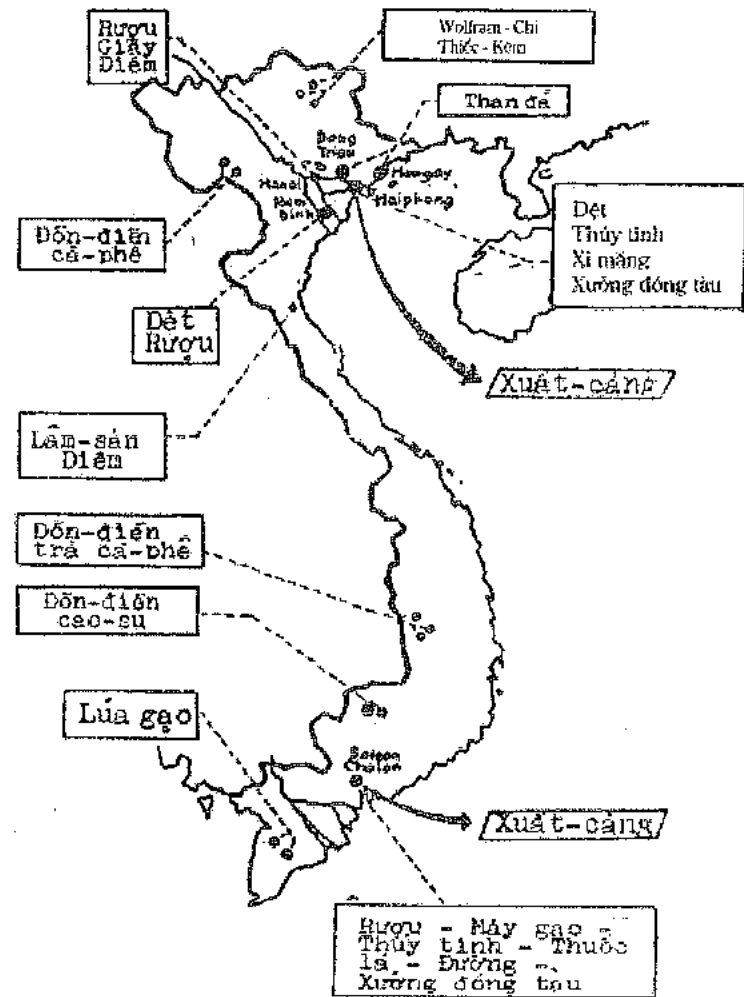 Rượu
Giấy
Diêm
Wolfram - Chì
Thiếc - Kẽm
Than đá
Đông
Triều
Hongay
Hanoi
Haiphong
Nam
Định
Dệt
Thủy tinh
Xi măng
Xưởng đóng tàu
Đồn-điền
cà-phê
Dệt
Rượu
Xuất-cảng
Lâm-sản
Diêm
Đồn-điền
trà cà-phê
Đồn-điền
cao-su
Lúa gạo
Saigon
Cholon
Xuất-cảng
Rượu - Máy gạo -
Thủy tinh - Thuốc
lá - Đường -
Xưởng đóng tàu